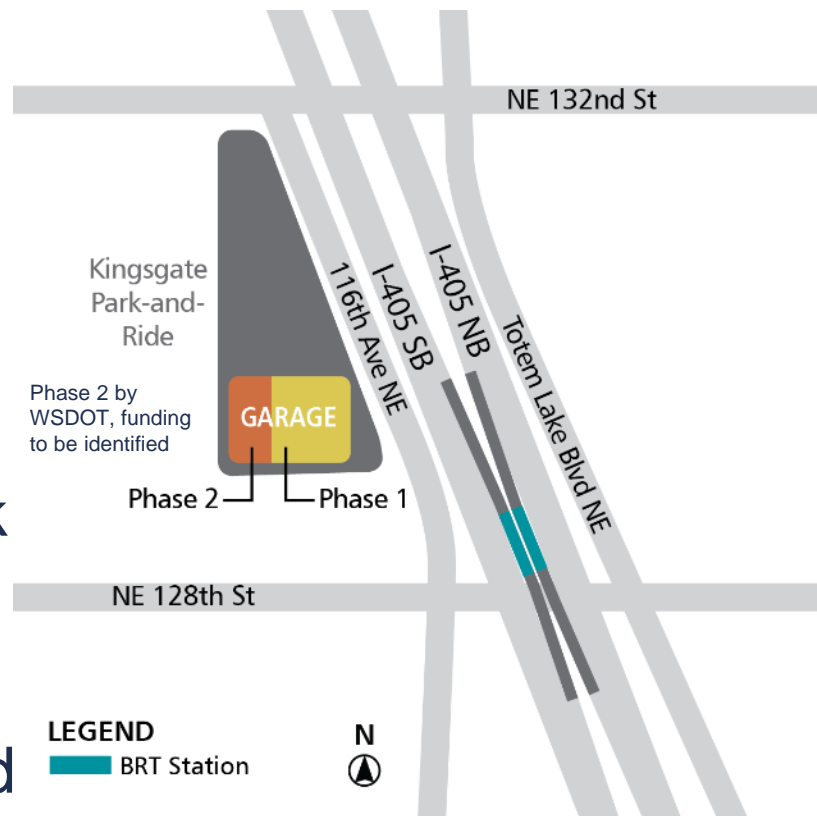 NE 132nd St
Kingsgate
Park-and-
Ride
116th Ave NE
I-405 SB
I-405 NB
Totem Lake Blvd NE
Phase 2 by
WSDOT, funding
to be identified
GARAGE
Phase 2
Phase 1
k
NE 128th St
LEGEND
BRT Station
N
d